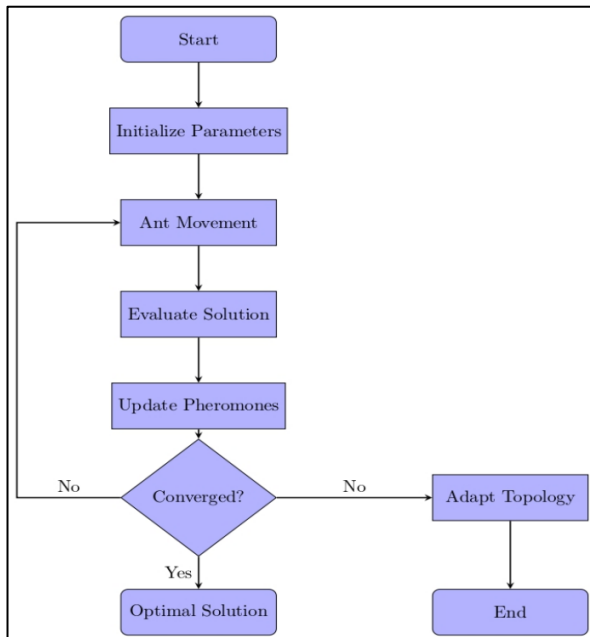 Start
Initialize Parameters
Ant Movement
Evaluate Solution
Update Pheromones
No
Converged?
No
Adapt Topology
Yes
Optimal Solution
End